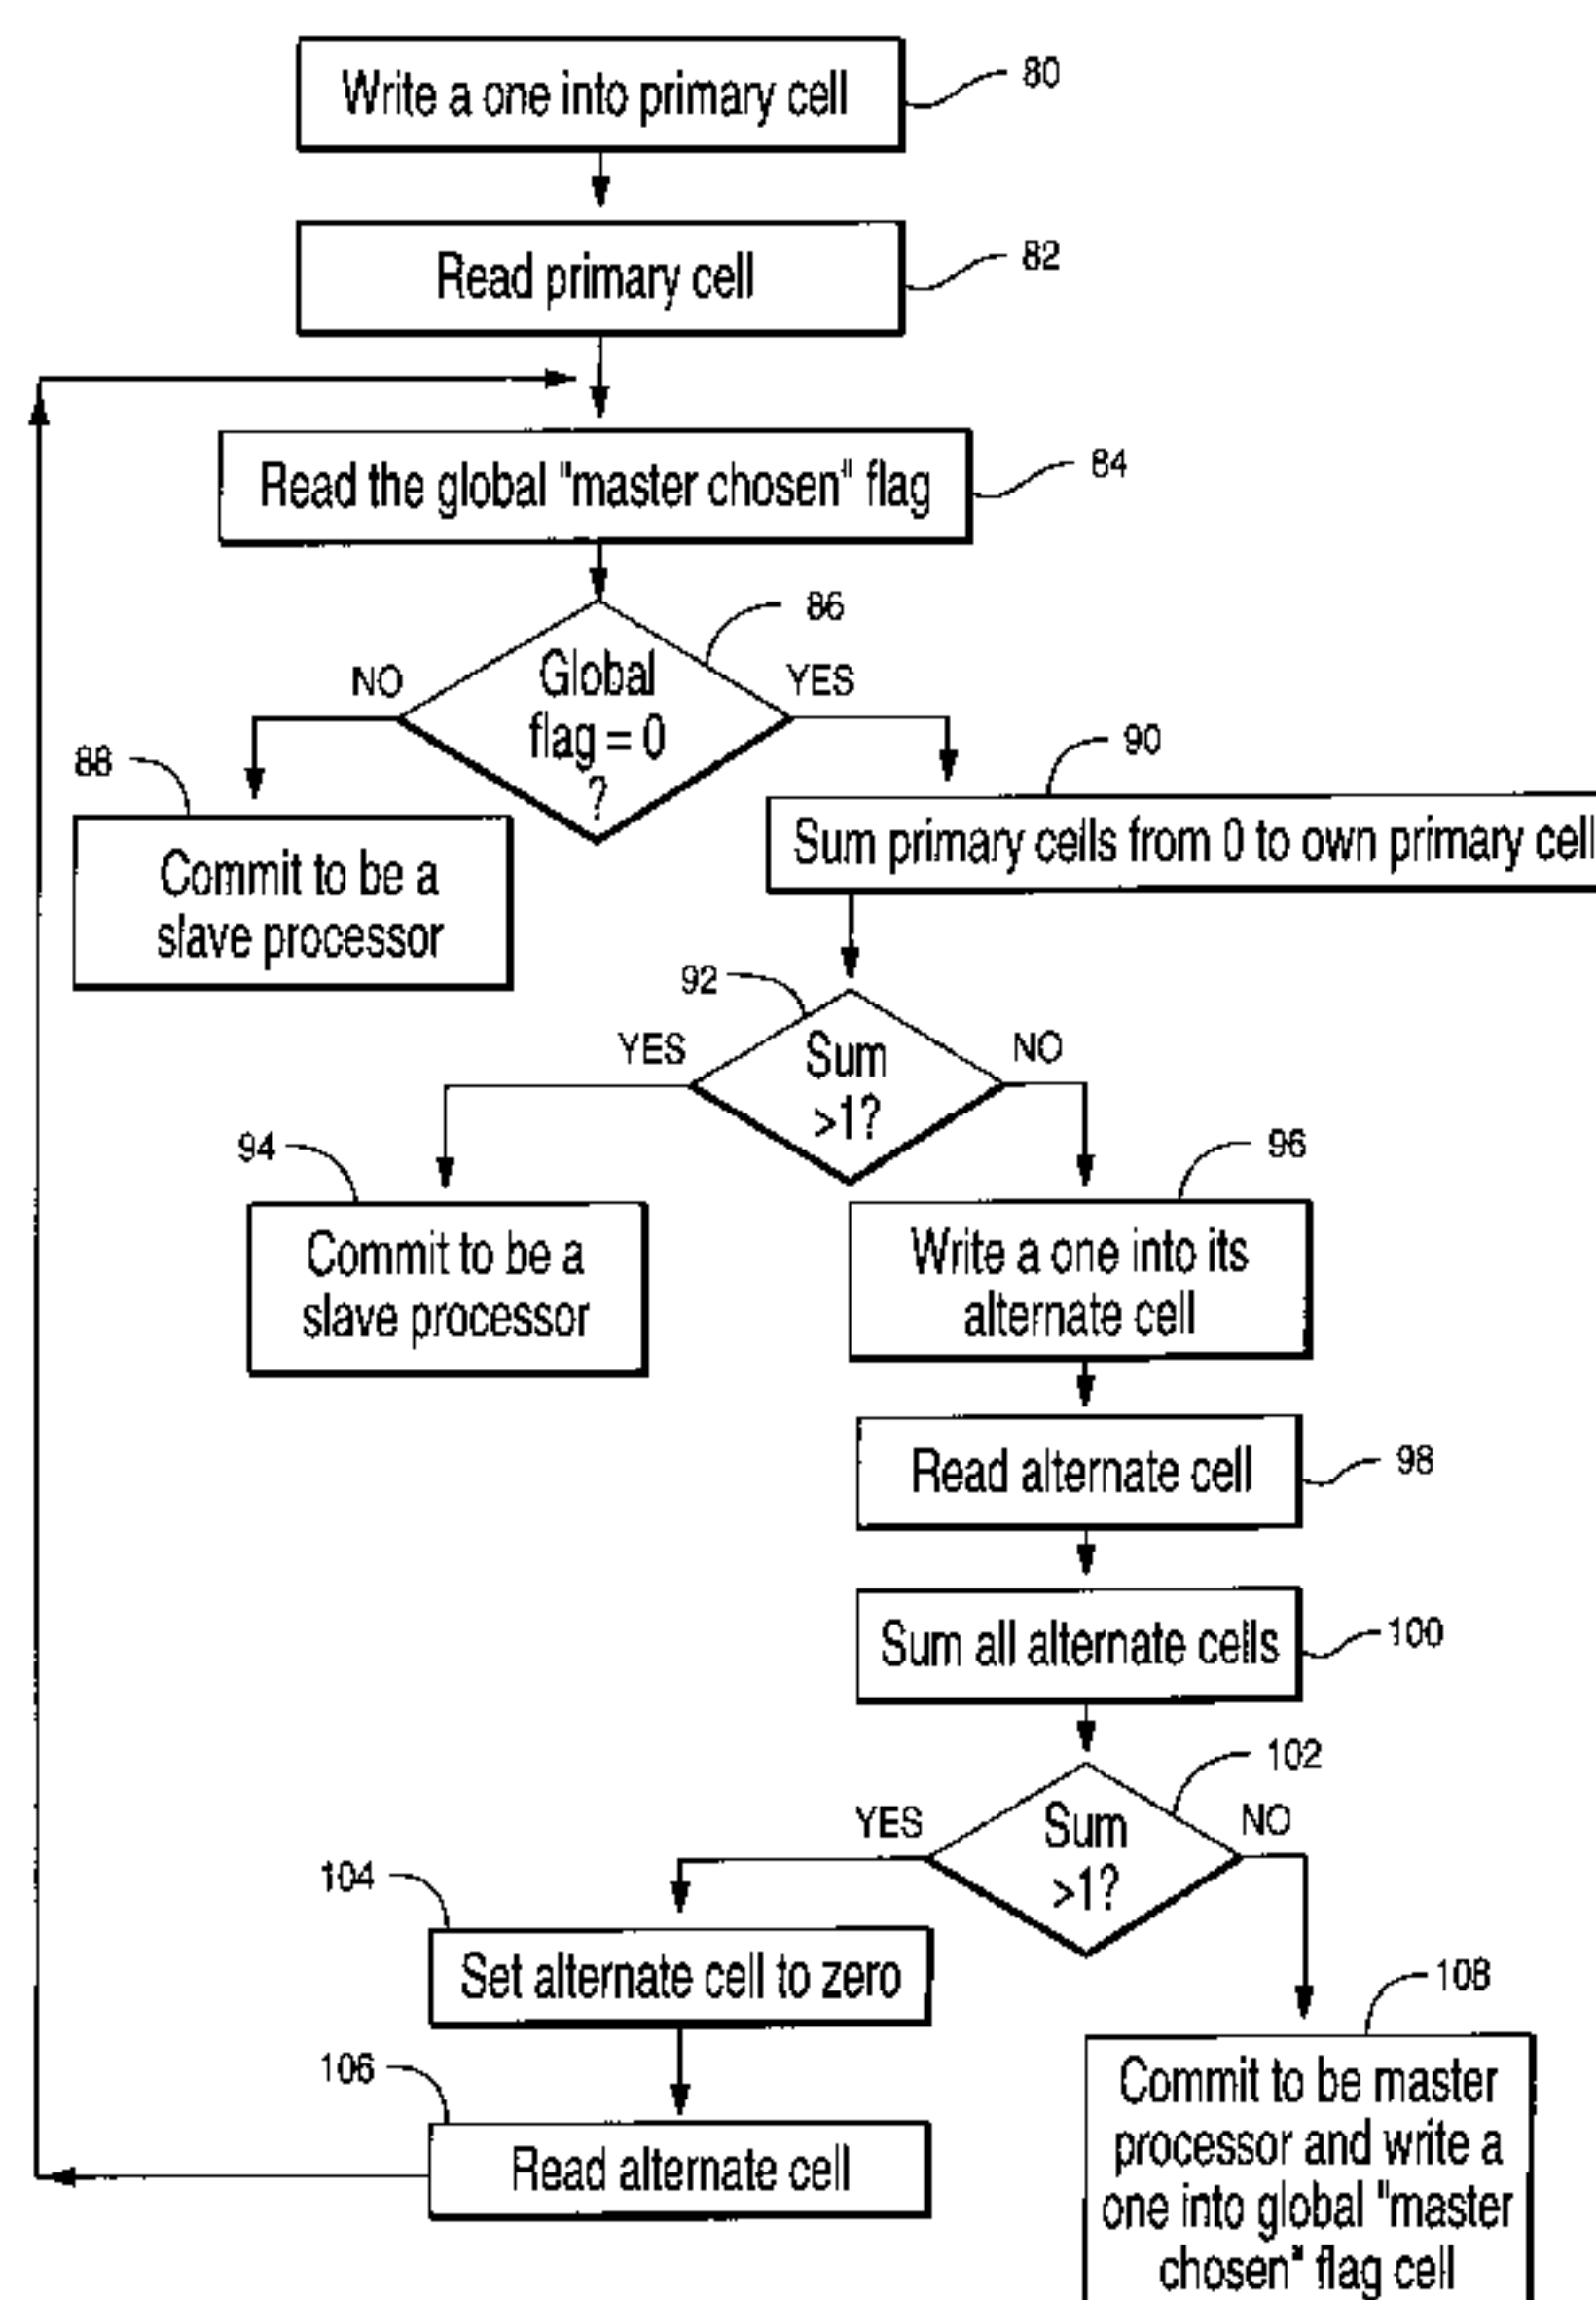 Write a one into primary cell
80
Read primary cell
82
Read the global "master chosen" flag
84
86
NO
Global
flag = 0
?
YES
88
Commit to be a
slave processor
90
Sum primary cells from 0 to own primary cell
92
YES
Sum
>1?
NO
94
Commit to be a
slave processor
96
Write a one into its
alternate cell
Read alternate cell
98
Sum all alternate cells
100
102
YES
Sum
>1?
NO
104
Set alternate cell to zero
106
Read alternate cell
108
Commit to be master
processor and write a
one into global "master
chosen" flag cell